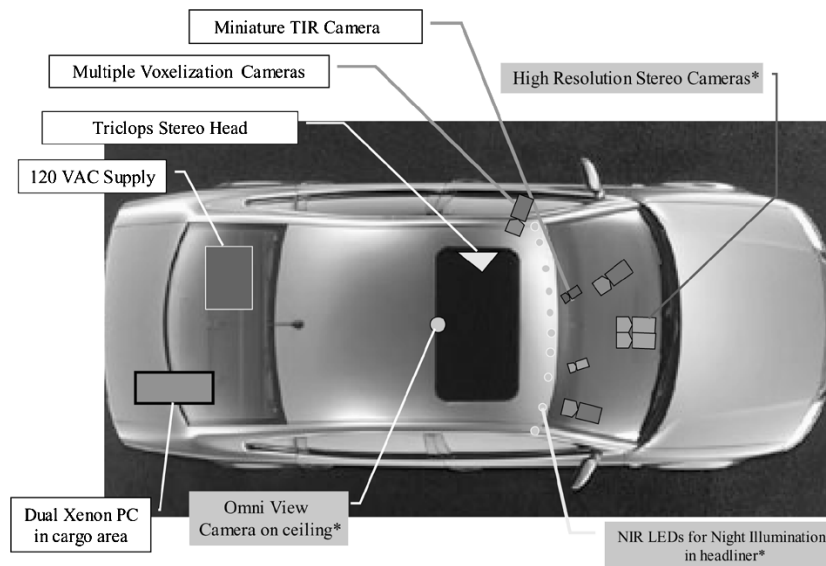 Miniature TIR Camera
Multiple Voxelization Cameras
High Resolution Stereo Cameras*
Triclops Stereo Head
120 VAC Supply
Dual Xenon PC
in cargo area
Omni View
Camera on ceiling*
NIR LEDs for Night Illumination
in headliner*